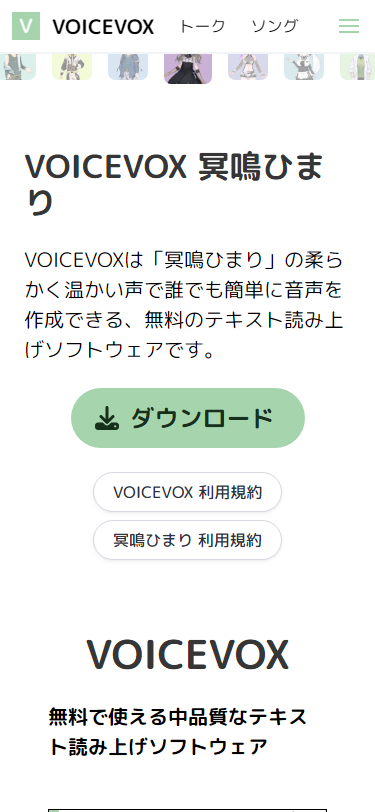 V VOICEVOX トーク ソング
VOICEVOX 冥鳴ひま
り
VOICEVOXは「冥鳴ひまり」の柔ら
かく温かい声で誰でも簡単に音声を
作成できる、無料のテキスト読み上
げソフトウェアです。
ダウンロード
VOICEVOX 利用規約
冥鳴ひまり 利用規約
VOICEVOX
無料で使える中品質なテキス
ト読み上げソフトウェア